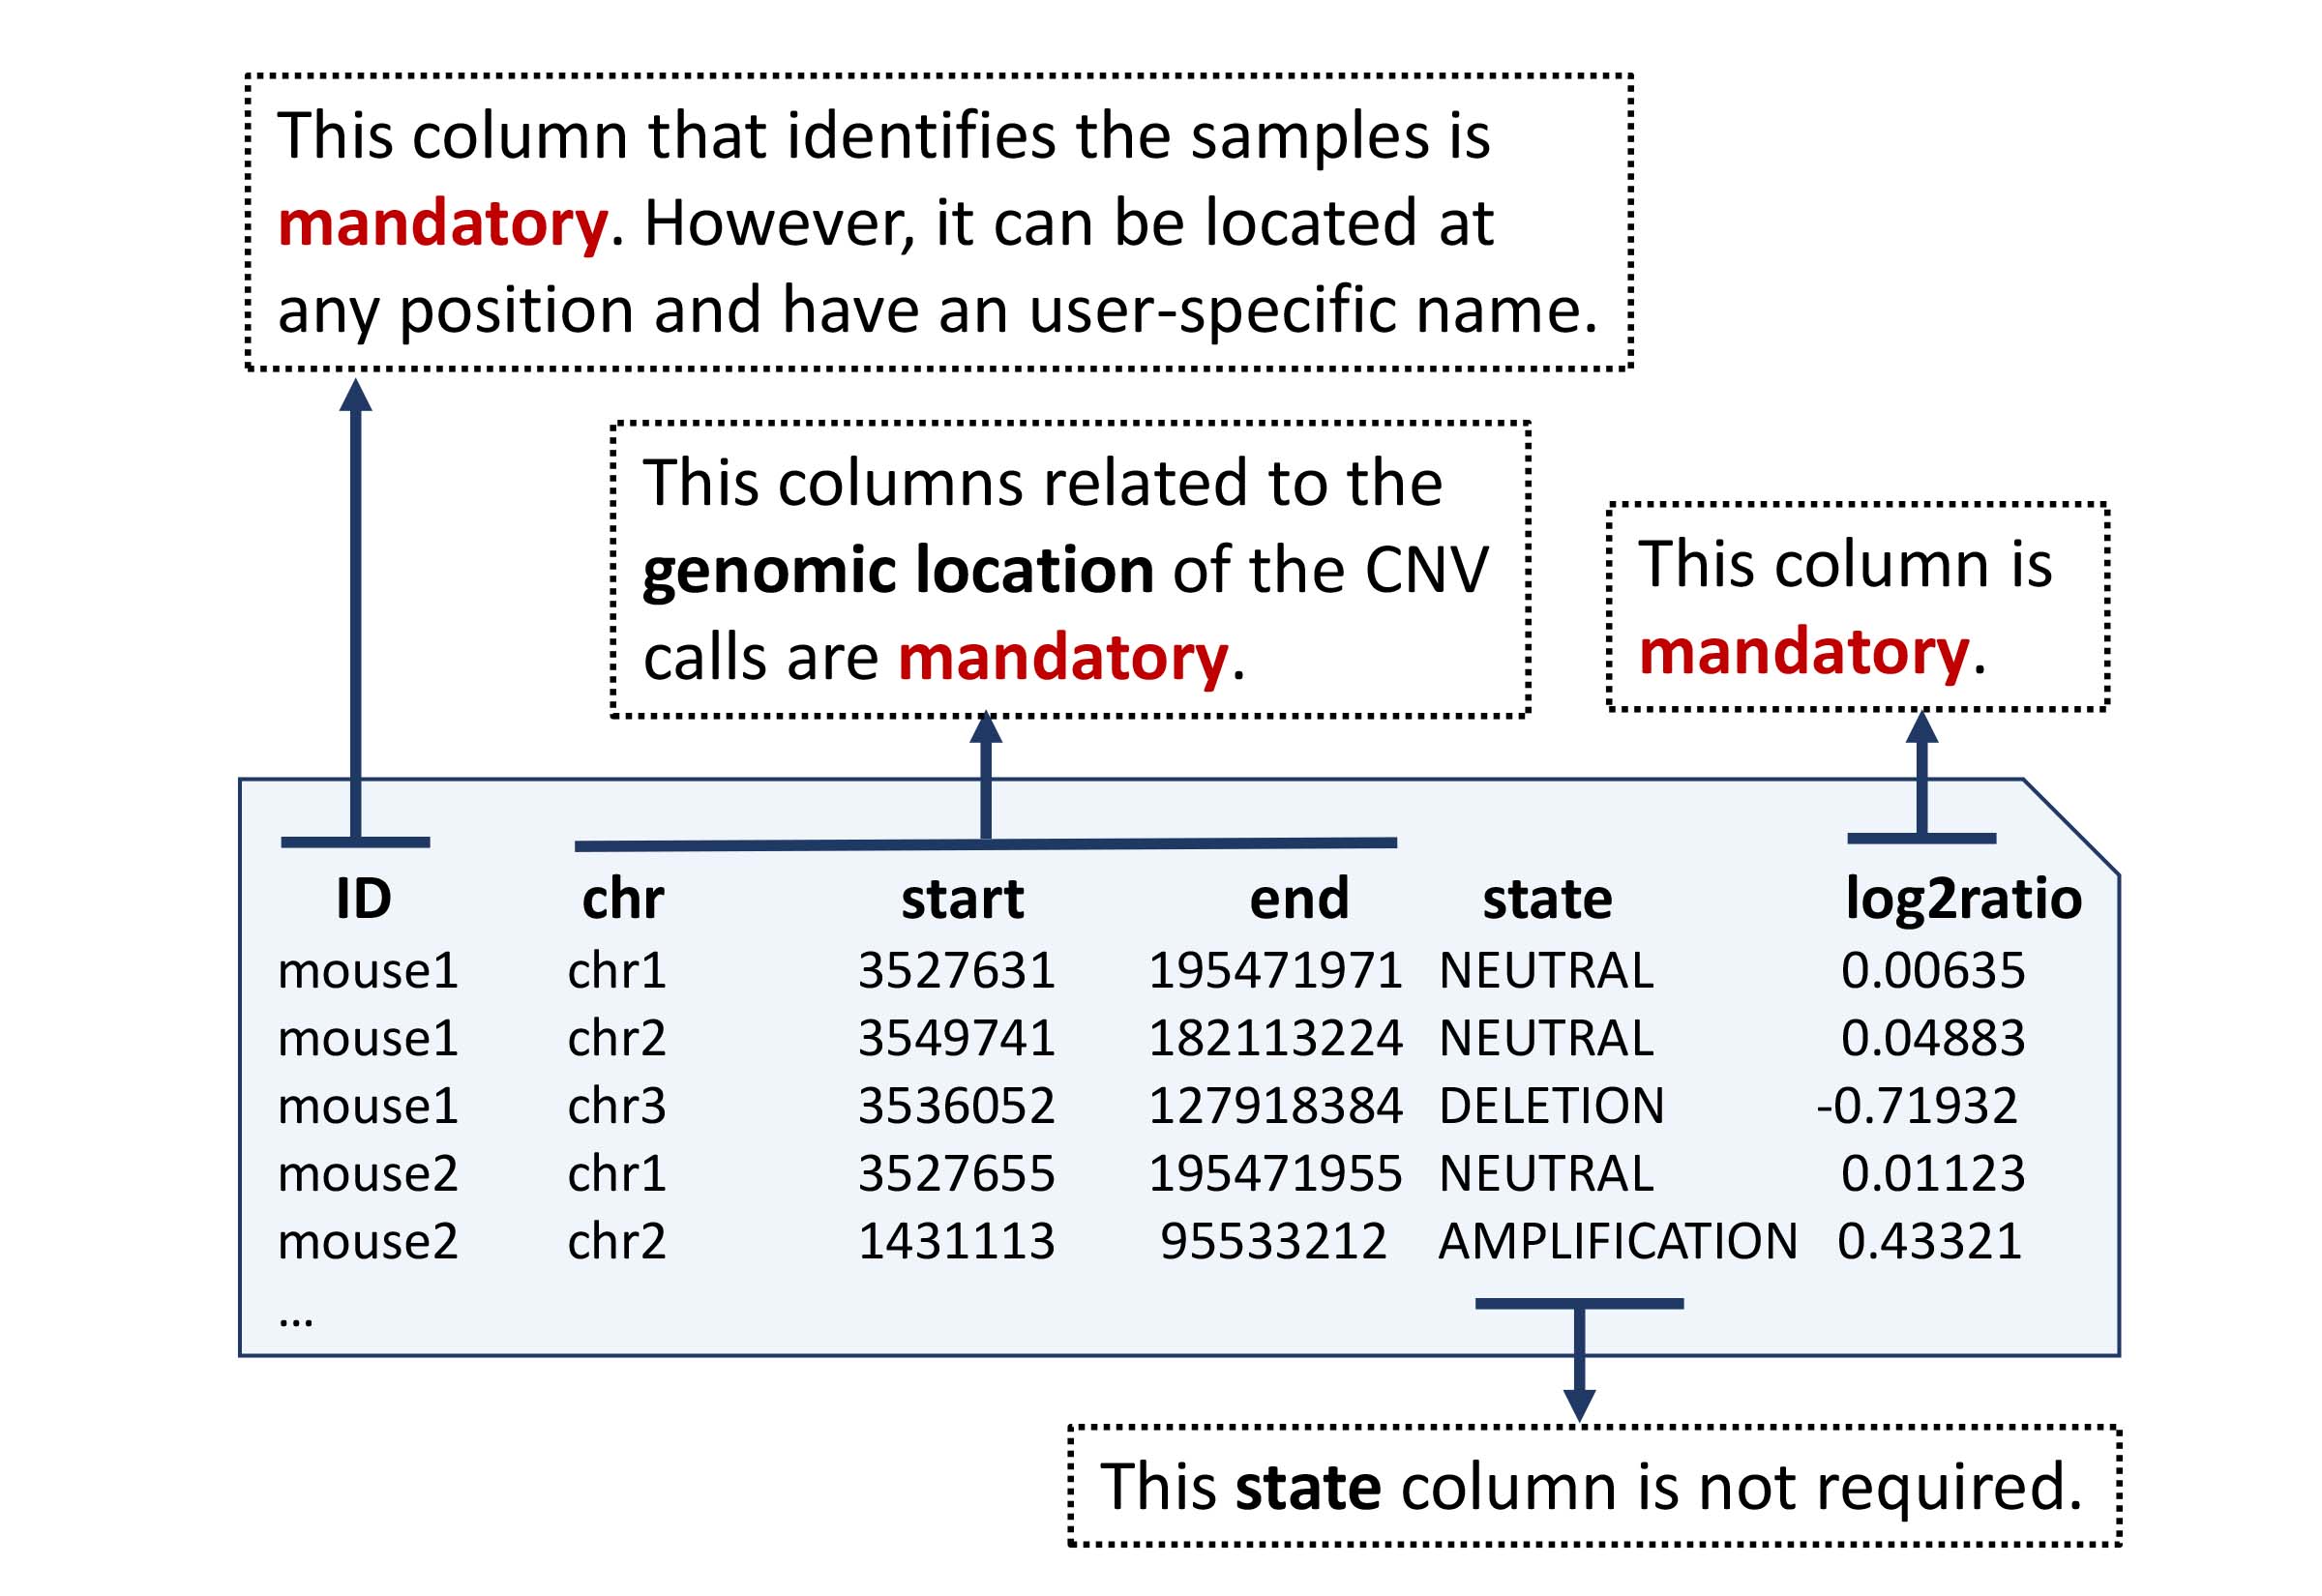 This column that identifies the samples is
mandatory. However, it can be located at
any position and have an user-specific name.
This columns related to the
genomic location of the CNV
calls are mandatory.
This column is
mandatory.
ID chr start end state log2ratio
mouse1 chr1 3527631 195471971 NEUTRAL 0.00635
mouse1 chr2 3549741 182113224 NEUTRAL 0.04883
mouse1 chr3 3536052 127918384 DELETION -0.71932
mouse2 chr1 3527655 195471955 NEUTRAL 0.01123
mouse2 chr2 1431113 95533212 AMPLIFICATION 0.43321
...
This state column is not required.